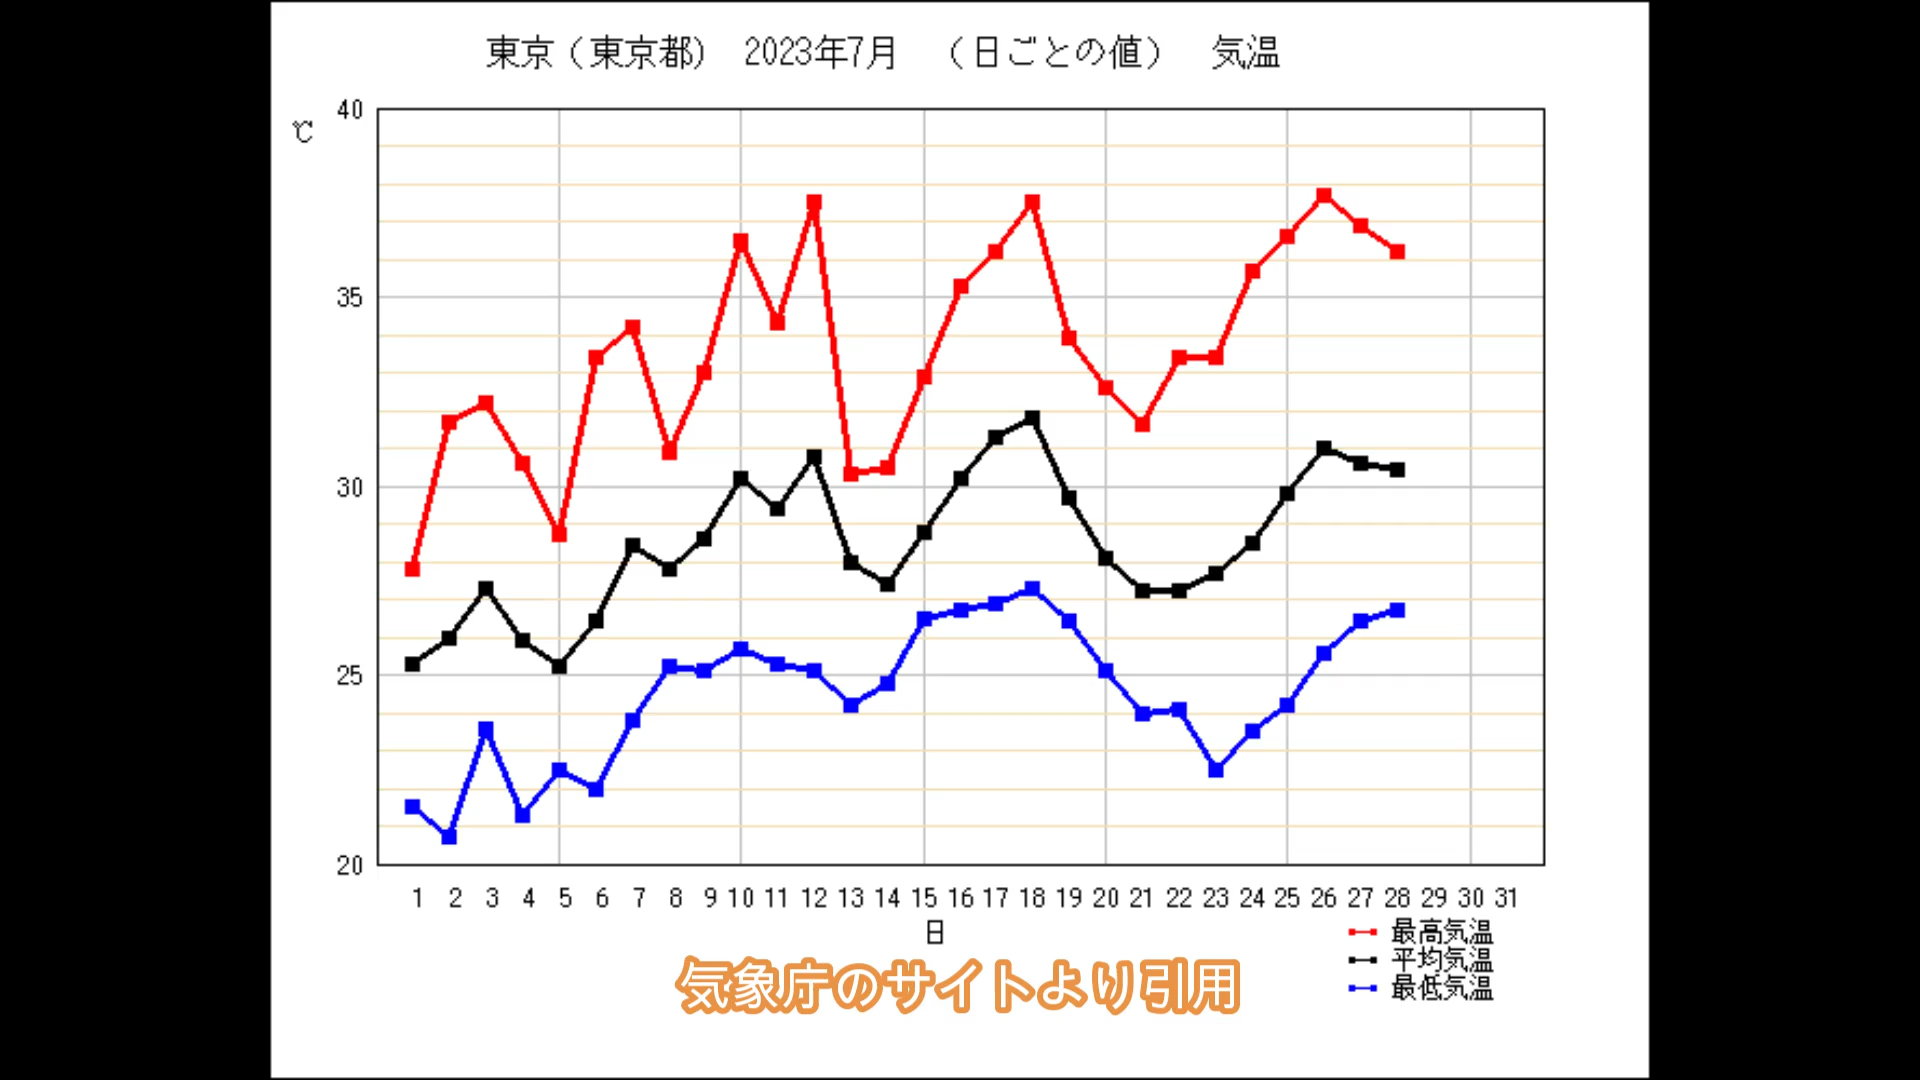 東京（東京都） 2023年7月 （日ごとの値） 気温
℃
40
35
30
25
20
1 2 3 4 5 6 7 8 9 10 11 12 13 14 15 16 17 18 19 20 21 22 23 24 25 26 27 28 29 30 31
日
最高気温
平均気温
最低気温
気象庁のサイトより引用